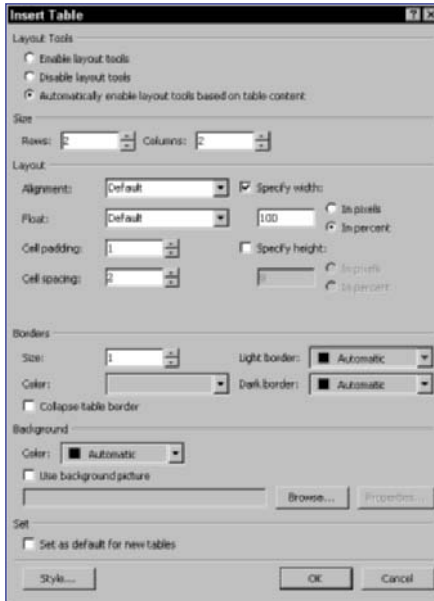 Insert Table
Layout Tools
Enable layout tools
Disable layout tools
Automatically enable layout tools based on table content
Size
Rows: 2 Columns: 2
Layout
Alignment: Default Specify width:
Float: Default 100 In pixels
In percent
Cell padding: 1 Specify height:
Cell spacing: 2 In pixels
In percent
Borders
Size: 1 Light border: Automatic
Color: Dark border: Automatic
Collapse table border
Background
Color: Automatic
Use background picture
Browse... Properties...
Set
Set as default for new tables
Style... OK Cancel